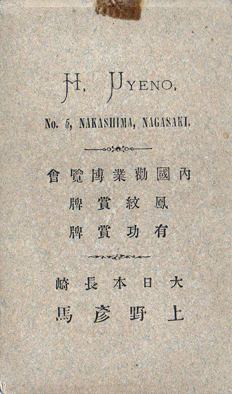 H. UYENO,
No. 5, NAKASHIMA, NAGASAKI.
內國勸業博覽會
鳳紋賞牌
有功賞牌
大日本長崎
上野彥馬